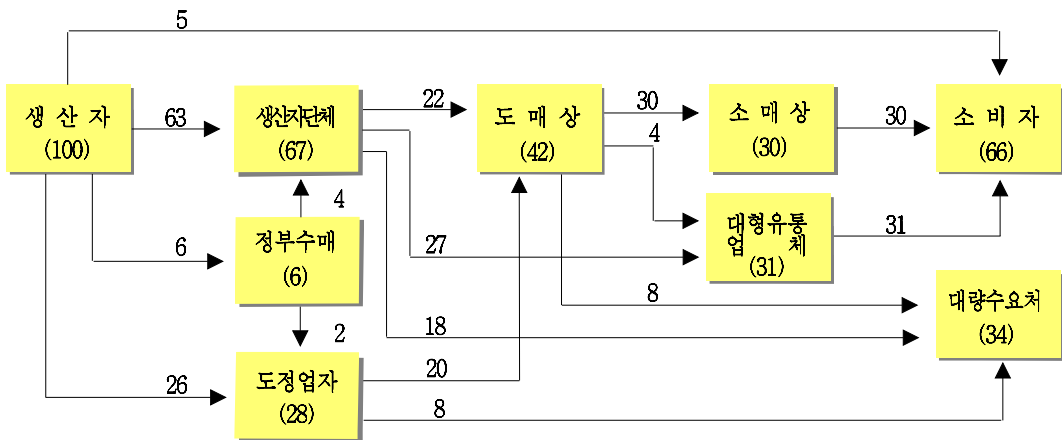 5
생 산 자
(100)
63
생산자단체
(67)
22
도 매 상
(42)
30
4
소 매 상
(30)
30
소 비 자
(66)
4
6
정부수매
(6)
27
대형유통
업 체
(31)
31
8
대량수요처
(34)
2
18
26
도정업자
(28)
20
8